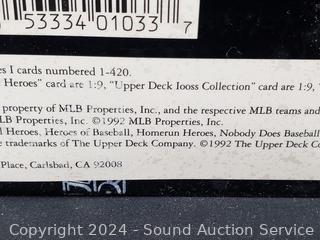 53334 01033 7
es I cards numbered 1-420.
Heroes" card are 1:9, "Upper Deck Iooss Collection" card are 1:9, "
property of MLB Properties, Inc., and the respective MLB teams and
LB Properties, Inc. ©1992 MLB Properties, Inc.
l Heroes, Heroes of Baseball, Homerun Heroes, Nobody Does Baseball
e trademarks of The Upper Deck Company. ©1992 The Upper Deck Co
Place, Carlsbad, CA 92008
Copyright 2024 - Sound Auction Service